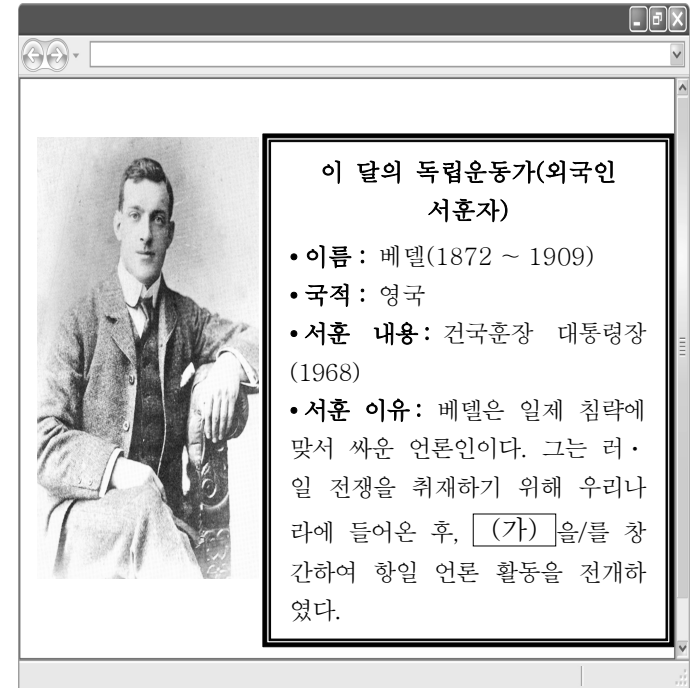 이 달의 독립운동가(외국인
서훈자)
• 이름 : 베델(1872 ~ 1909)
• 국적 : 영국
• 서훈 내용 : 건국훈장 대통령장
(1968)
• 서훈 이유 : 베델은 일제 침략에
맞서 싸운 언론인이다. 그는 러·
일 전쟁을 취재하기 위해 우리나
라에 들어온 후, (가) 을/를 창
간하여 항일 언론 활동을 전개하
였다.